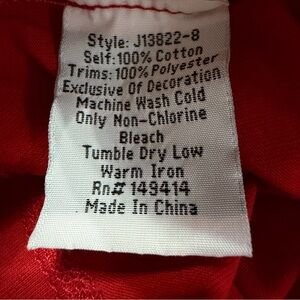 Style: J13822-8
Self:100% Cotton
Trims:100% Polyester
Exclusive Of Decoration
Machine Wash Cold
Only Non-Chlorine
Bleach
Tumble Dry Low
Warm Iron
Rn# 149414
Made In China